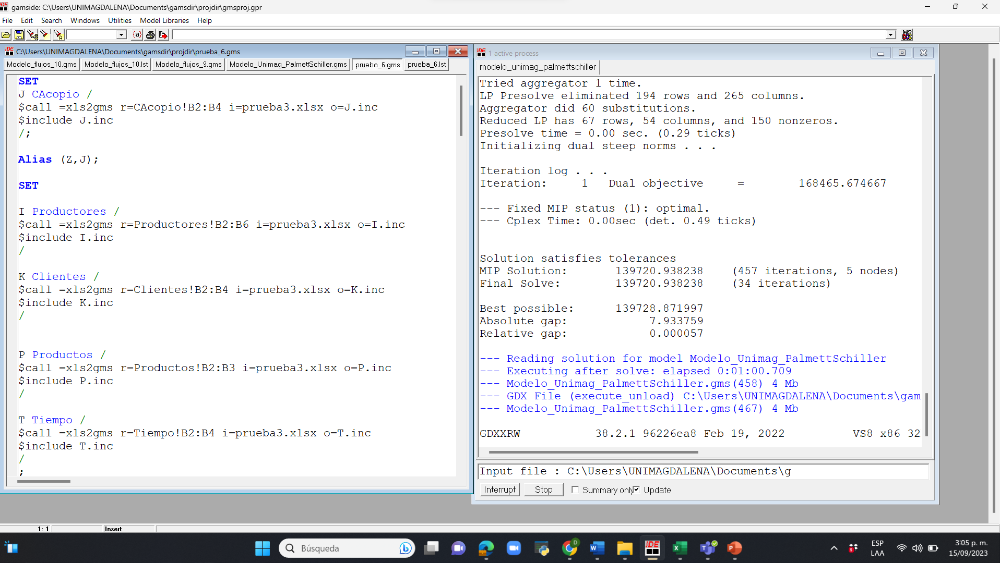 gamside: C:\Users\UNIMAGDALENA\Documents\gamsdir\projdir\gmsproj.gpr
File Edit Search Windows Utilities Model Libraries Help
{a}
MS DOS
IDE C:\Users\UNIMAGDALENA\Documents\gamsdir\projdir\prueba_6.gms
Modelo_flujos_10.gms Modelo_flujos_10.lst Modelo_flujos_9.gms Modelo_Unimag_PalmettSchiller.gms prueba_6.gms prueba_6.lst
SET
J CAcopio /
$call =xls2gms r=CAcopio!B2:B4 i=prueba3.xlsx o=J.inc
$include J.inc
/;
Alias (Z,J);
SET
I Productores /
$call =xls2gms r=Productores!B2:B6 i=prueba3.xlsx o=I.inc
$include I.inc
/
K Clientes /
$call =xls2gms r=Clientes!B2:B4 i=prueba3.xlsx o=K.inc
$include K.inc
/
P Productos /
$call =xls2gms r=Productos!B2:B3 i=prueba3.xlsx o=P.inc
$include P.inc
/
T Tiempo /
$call =xls2gms r=Tiempo!B2:B4 i=prueba3.xlsx o=T.inc
$include T.inc
/
;
IDE 1 active process
modelo_unimag_palmettschiller
Tried aggregator 1 time.
LP Presolve eliminated 194 rows and 265 columns.
Aggregator did 60 substitutions.
Reduced LP has 67 rows, 54 columns, and 150 nonzeros.
Presolve time = 0.00 sec. (0.29 ticks)
Initializing dual steep norms . . .
Iteration log . . .
Iteration: 1 Dual objective = 168465.674667
--- Fixed MIP status (1): optimal.
--- Cplex Time: 0.00sec (det. 0.49 ticks)
Solution satisfies tolerances
MIP Solution: 139720.938238 (457 iterations, 5 nodes)
Final Solve: 139720.938238 (34 iterations)
Best possible: 139728.871997
Absolute gap: 7.933759
Relative gap: 0.000057
--- Reading solution for model Modelo_Unimag_PalmettSchiller
--- Executing after solve: elapsed 0:01:00.709
--- Modelo_Unimag_PalmettSchiller.gms(458) 4 Mb
--- GDX File (execute_unload) C:\Users\UNIMAGDALENA\Documents\gam
--- Modelo_Unimag_PalmettSchiller.gms(467) 4 Mb
GDXXRW 38.2.1 96226ea8 Feb 19, 2022 VS8 x86 32
Input file : C:\Users\UNIMAGDALENA\Documents\g
Interrupt Stop Summary only Update
1: 1 Insert
Búsqueda
IDE
ESP
LAA
3:05 p. m.
15/09/2023